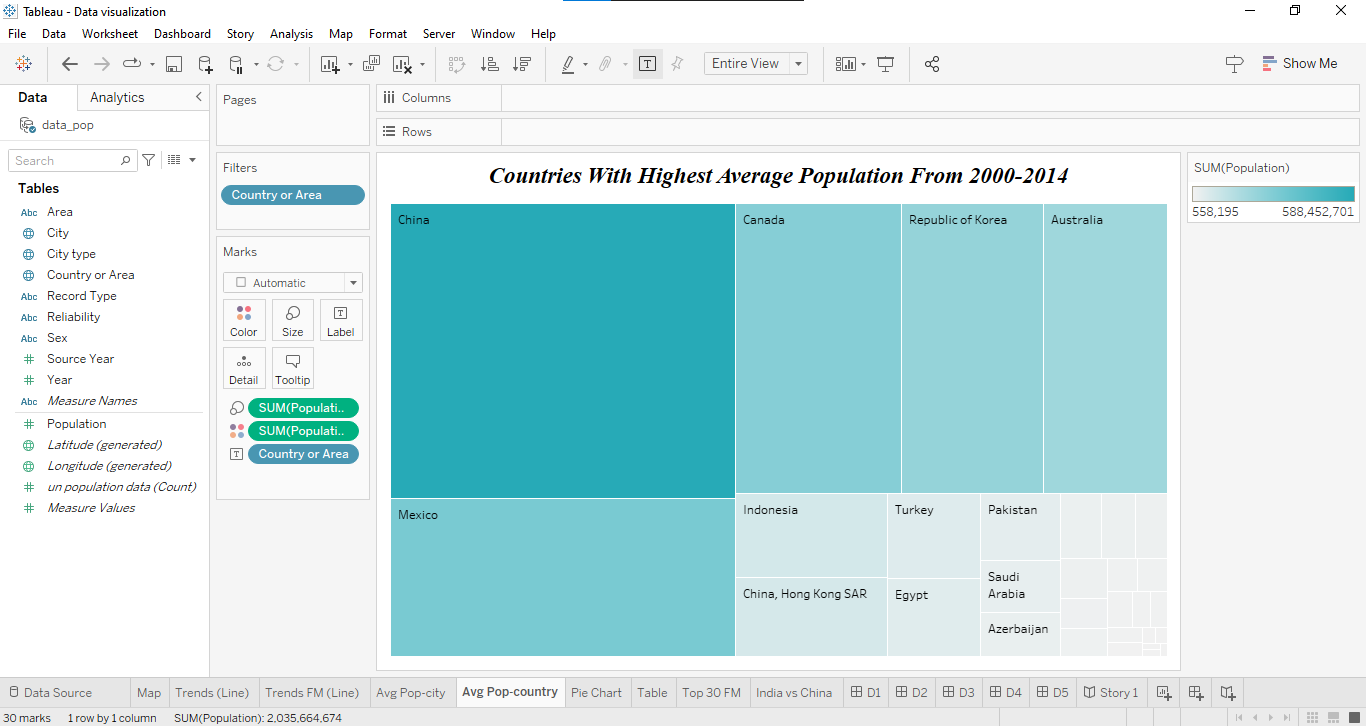 Tableau - Data visualization
File Data Worksheet Dashboard Story Analysis Map Format Server Window Help
Entire View
Show Me
Data Analytics
data_pop
Search
Tables
Abc Area
City
City type
Country or Area
Abc Record Type
Abc Reliability
Abc Sex
# Source Year
# Year
Abc Measure Names
# Population
Latitude (generated)
Longitude (generated)
# un population data (Count)
# Measure Values
Pages
Filters
Country or Area
Marks
Automatic
Color Size Label
Detail Tooltip
SUM(Populati..
SUM(Populati..
Country or Area
Columns
Rows
Countries With Highest Average Population From 2000-2014
China
Canada
Republic of Korea
Australia
Mexico
Indonesia
Turkey
Pakistan
Saudi
Arabia
China, Hong Kong SAR
Egypt
Azerbaijan
SUM(Population)
558,195 588,452,701
Data Source Map Trends (Line) Trends FM (Line) Avg Pop-city Avg Pop-country Pie Chart Table Top 30 FM India vs China D1 D2 D3 D4 D5 Story 1
30 marks 1 row by 1 column SUM(Population): 2,035,664,674